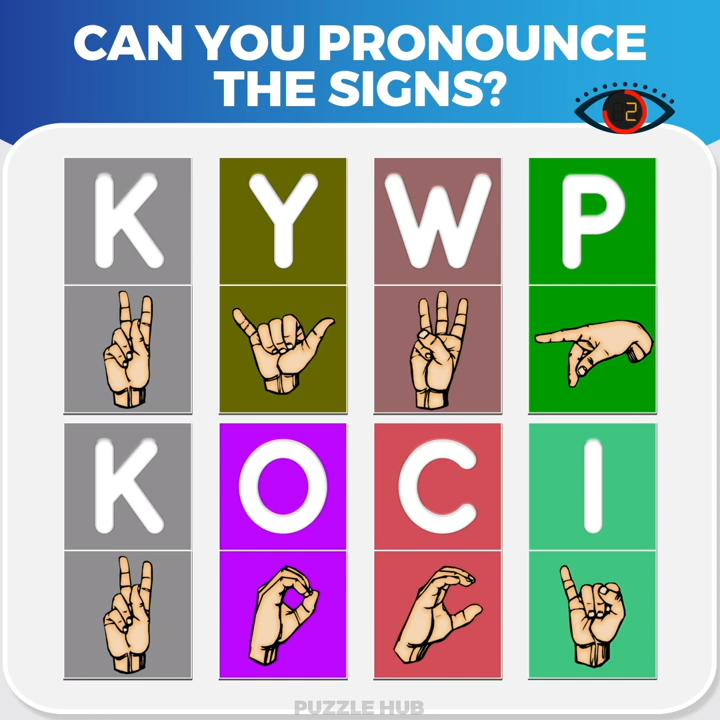 CAN YOU PRONOUNCE
THE SIGNS?
2
K Y W P
K O C I
PUZZLE HUB